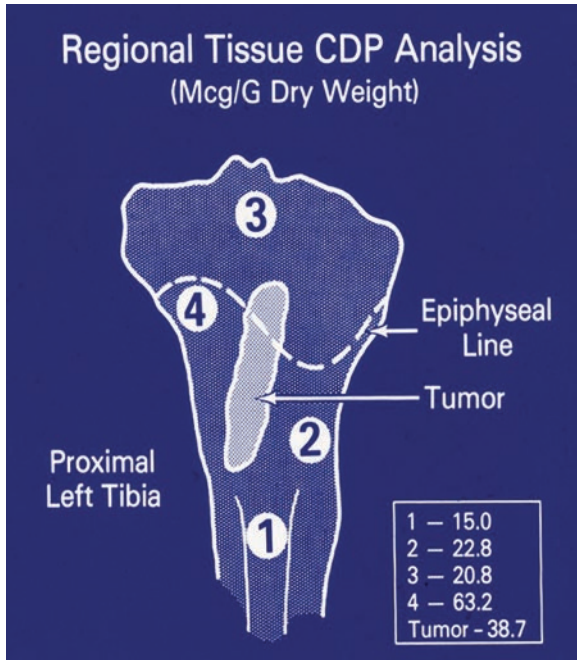 Regional Tissue CDP Analysis
(Mcg/G Dry Weight)
3
4
Epiphyseal
Line
Tumor
2
Proximal
Left Tibia
1
1 – 15.0
2 – 22.8
3 – 20.8
4 – 63.2
Tumor – 38.7